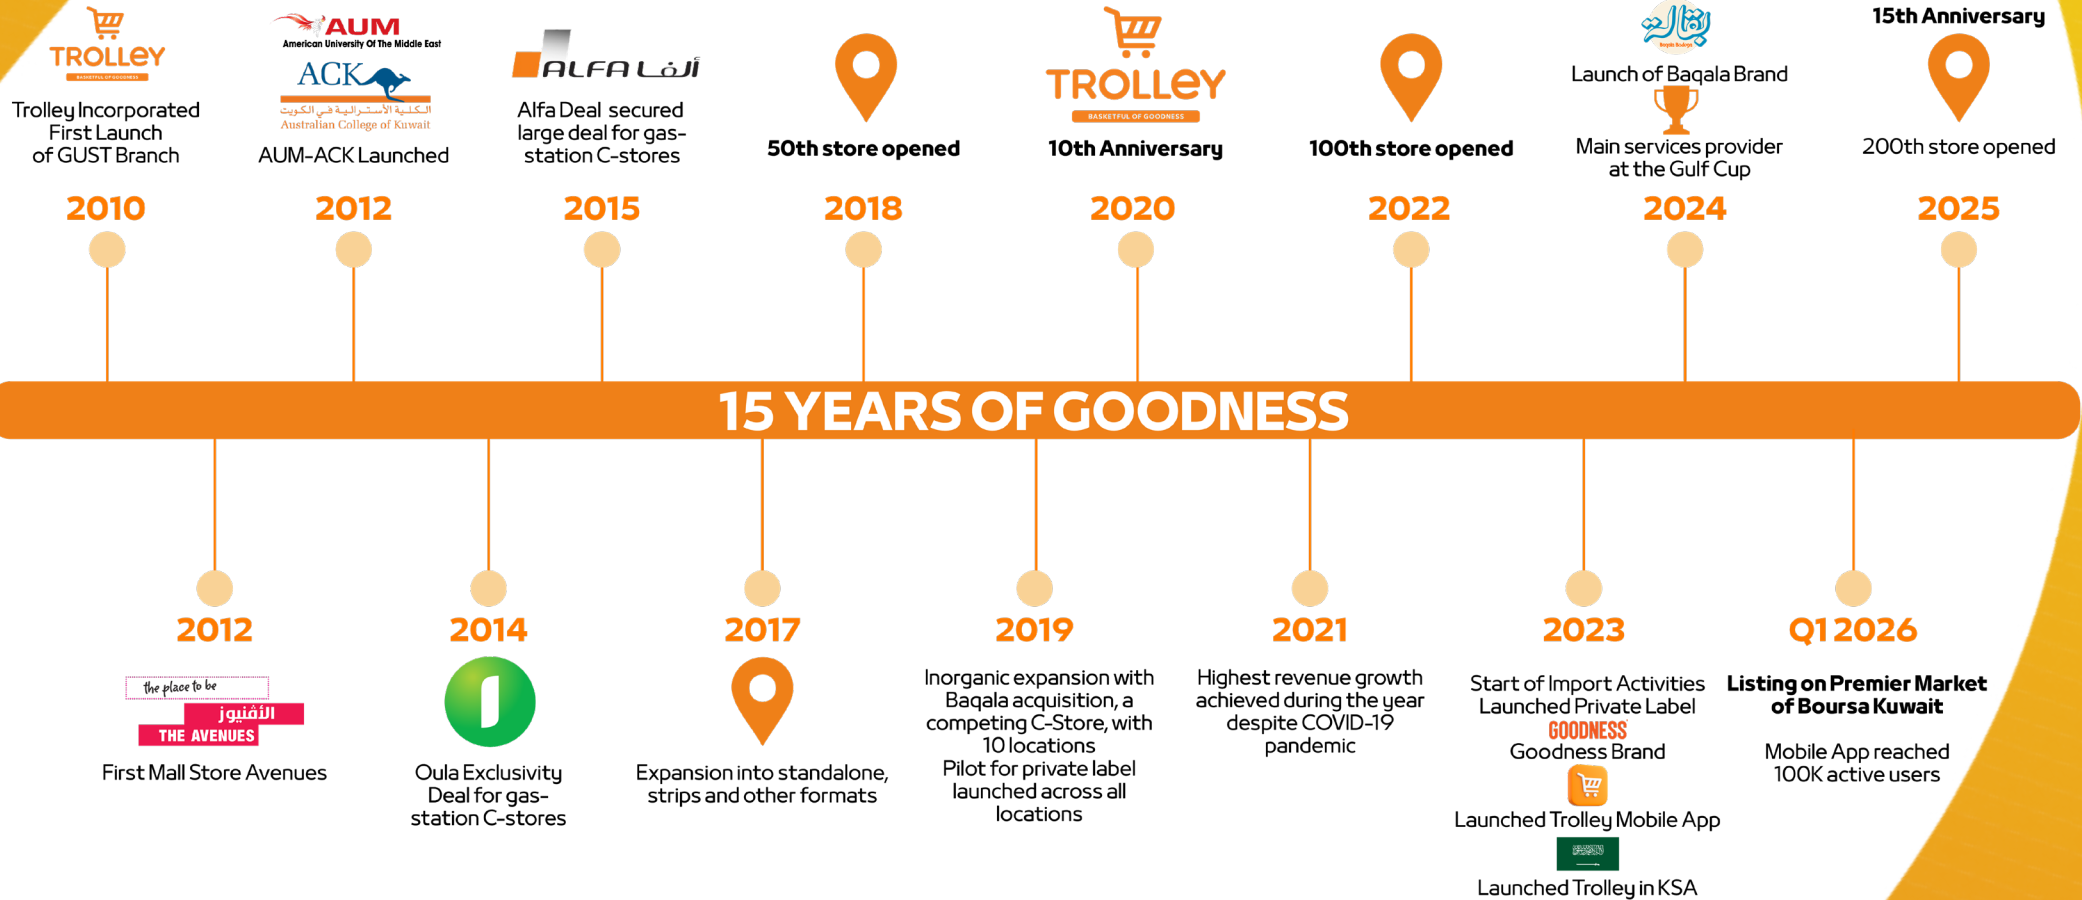 TROLLEY
BASKETFUL OF GOODNESS
Trolley Incorporated
First Launch
of GUST Branch
2010
AUM
American University Of The Middle East
ACK
الكلية الأسترالية في الكويت
Australian College of Kuwait
AUM-ACK Launched
2012
ALFA ألفا
Alfa Deal secured
large deal for gas-
station C-stores
2015
50th store opened
2018
TROLLEY
BASKETFUL OF GOODNESS
10th Anniversary
2020
100th store opened
2022
بقالة
Launch of Baqala Brand
Main services provider
at the Gulf Cup
2024
15th Anniversary
200th store opened
2025
15 YEARS OF GOODNESS
2012
the place to be
الأڤنيوز
THE AVENUES
First Mall Store Avenues
2014
Oula Exclusivity
Deal for gas-
station C-stores
2017
Expansion into standalone,
strips and other formats
2019
Inorganic expansion with
Baqala acquisition, a
competing C-Store, with
10 locations
Pilot for private label
launched across all
locations
2021
Highest revenue growth
achieved during the year
despite COVID-19
pandemic
2023
Start of Import Activities
Launched Private Label
GOODNESS
Goodness Brand
Launched Trolley Mobile App
Launched Trolley in KSA
Q1 2026
Listing on Premier Market
of Boursa Kuwait
Mobile App reached
100K active users